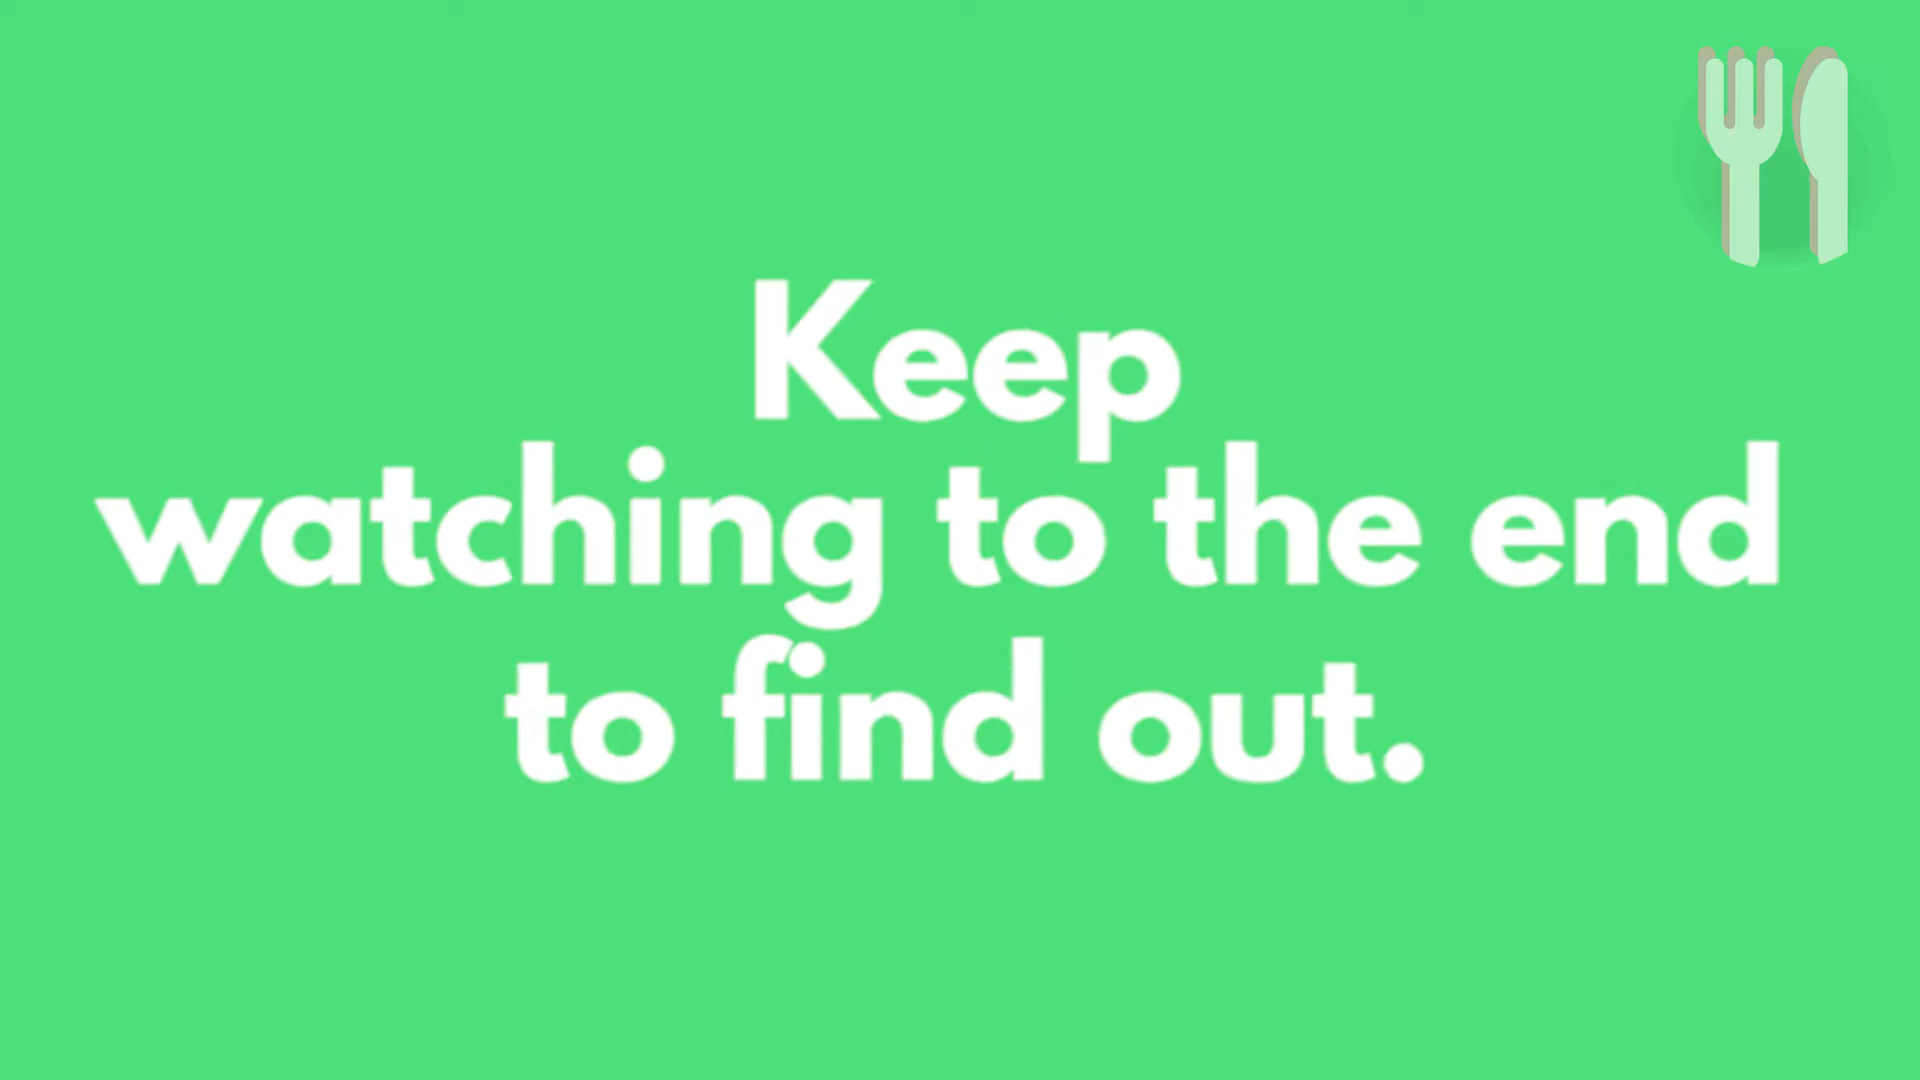 Keep
watching to the end
to find out.